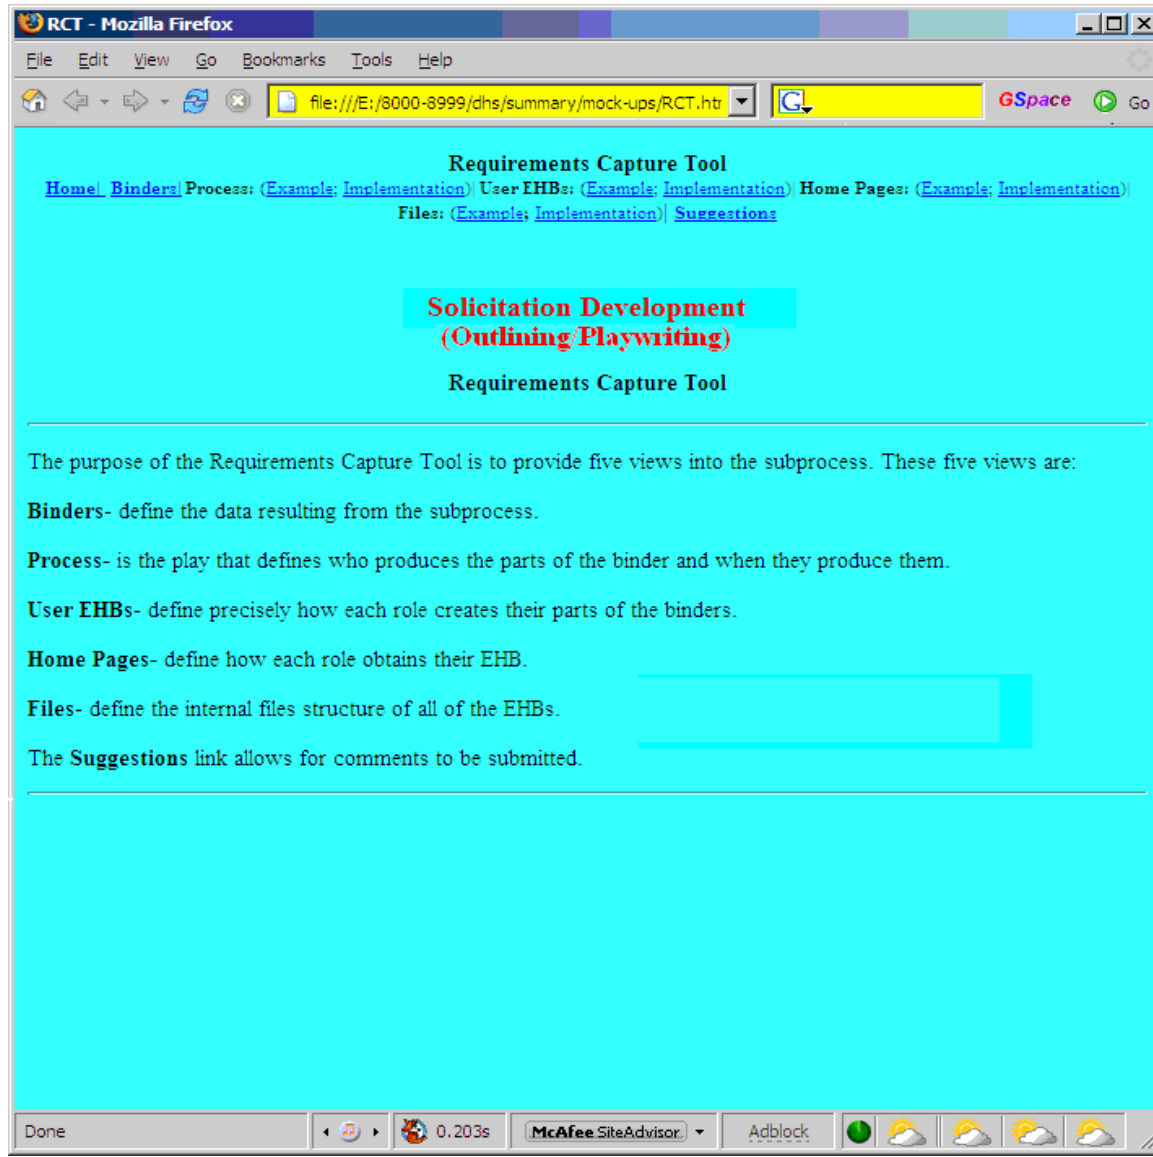 RCT - Mozilla Firefox
File Edit View Go Bookmarks Tools Help
file:///E:/8000-8999/dhs/summary/mock-ups/RCT.htr G GSpace Go
Requirements Capture Tool
Home| Binders| Process: (Example; Implementation)| User EHBs: (Example; Implementation)| Home Pages: (Example; Implementation)|
Files: (Example; Implementation)| Suggestions
Solicitation Development
(Outlining/Playwriting)
Requirements Capture Tool
The purpose of the Requirements Capture Tool is to provide five views into the subprocess. These five views are:
Binders- define the data resulting from the subprocess.
Process- is the play that defines who produces the parts of the binder and when they produce them.
User EHBs- define precisely how each role creates their parts of the binders.
Home Pages- define how each role obtains their EHB.
Files- define the internal files structure of all of the EHBs.
The Suggestions link allows for comments to be submitted.
Done 0.203s McAfee SiteAdvisor Adblock